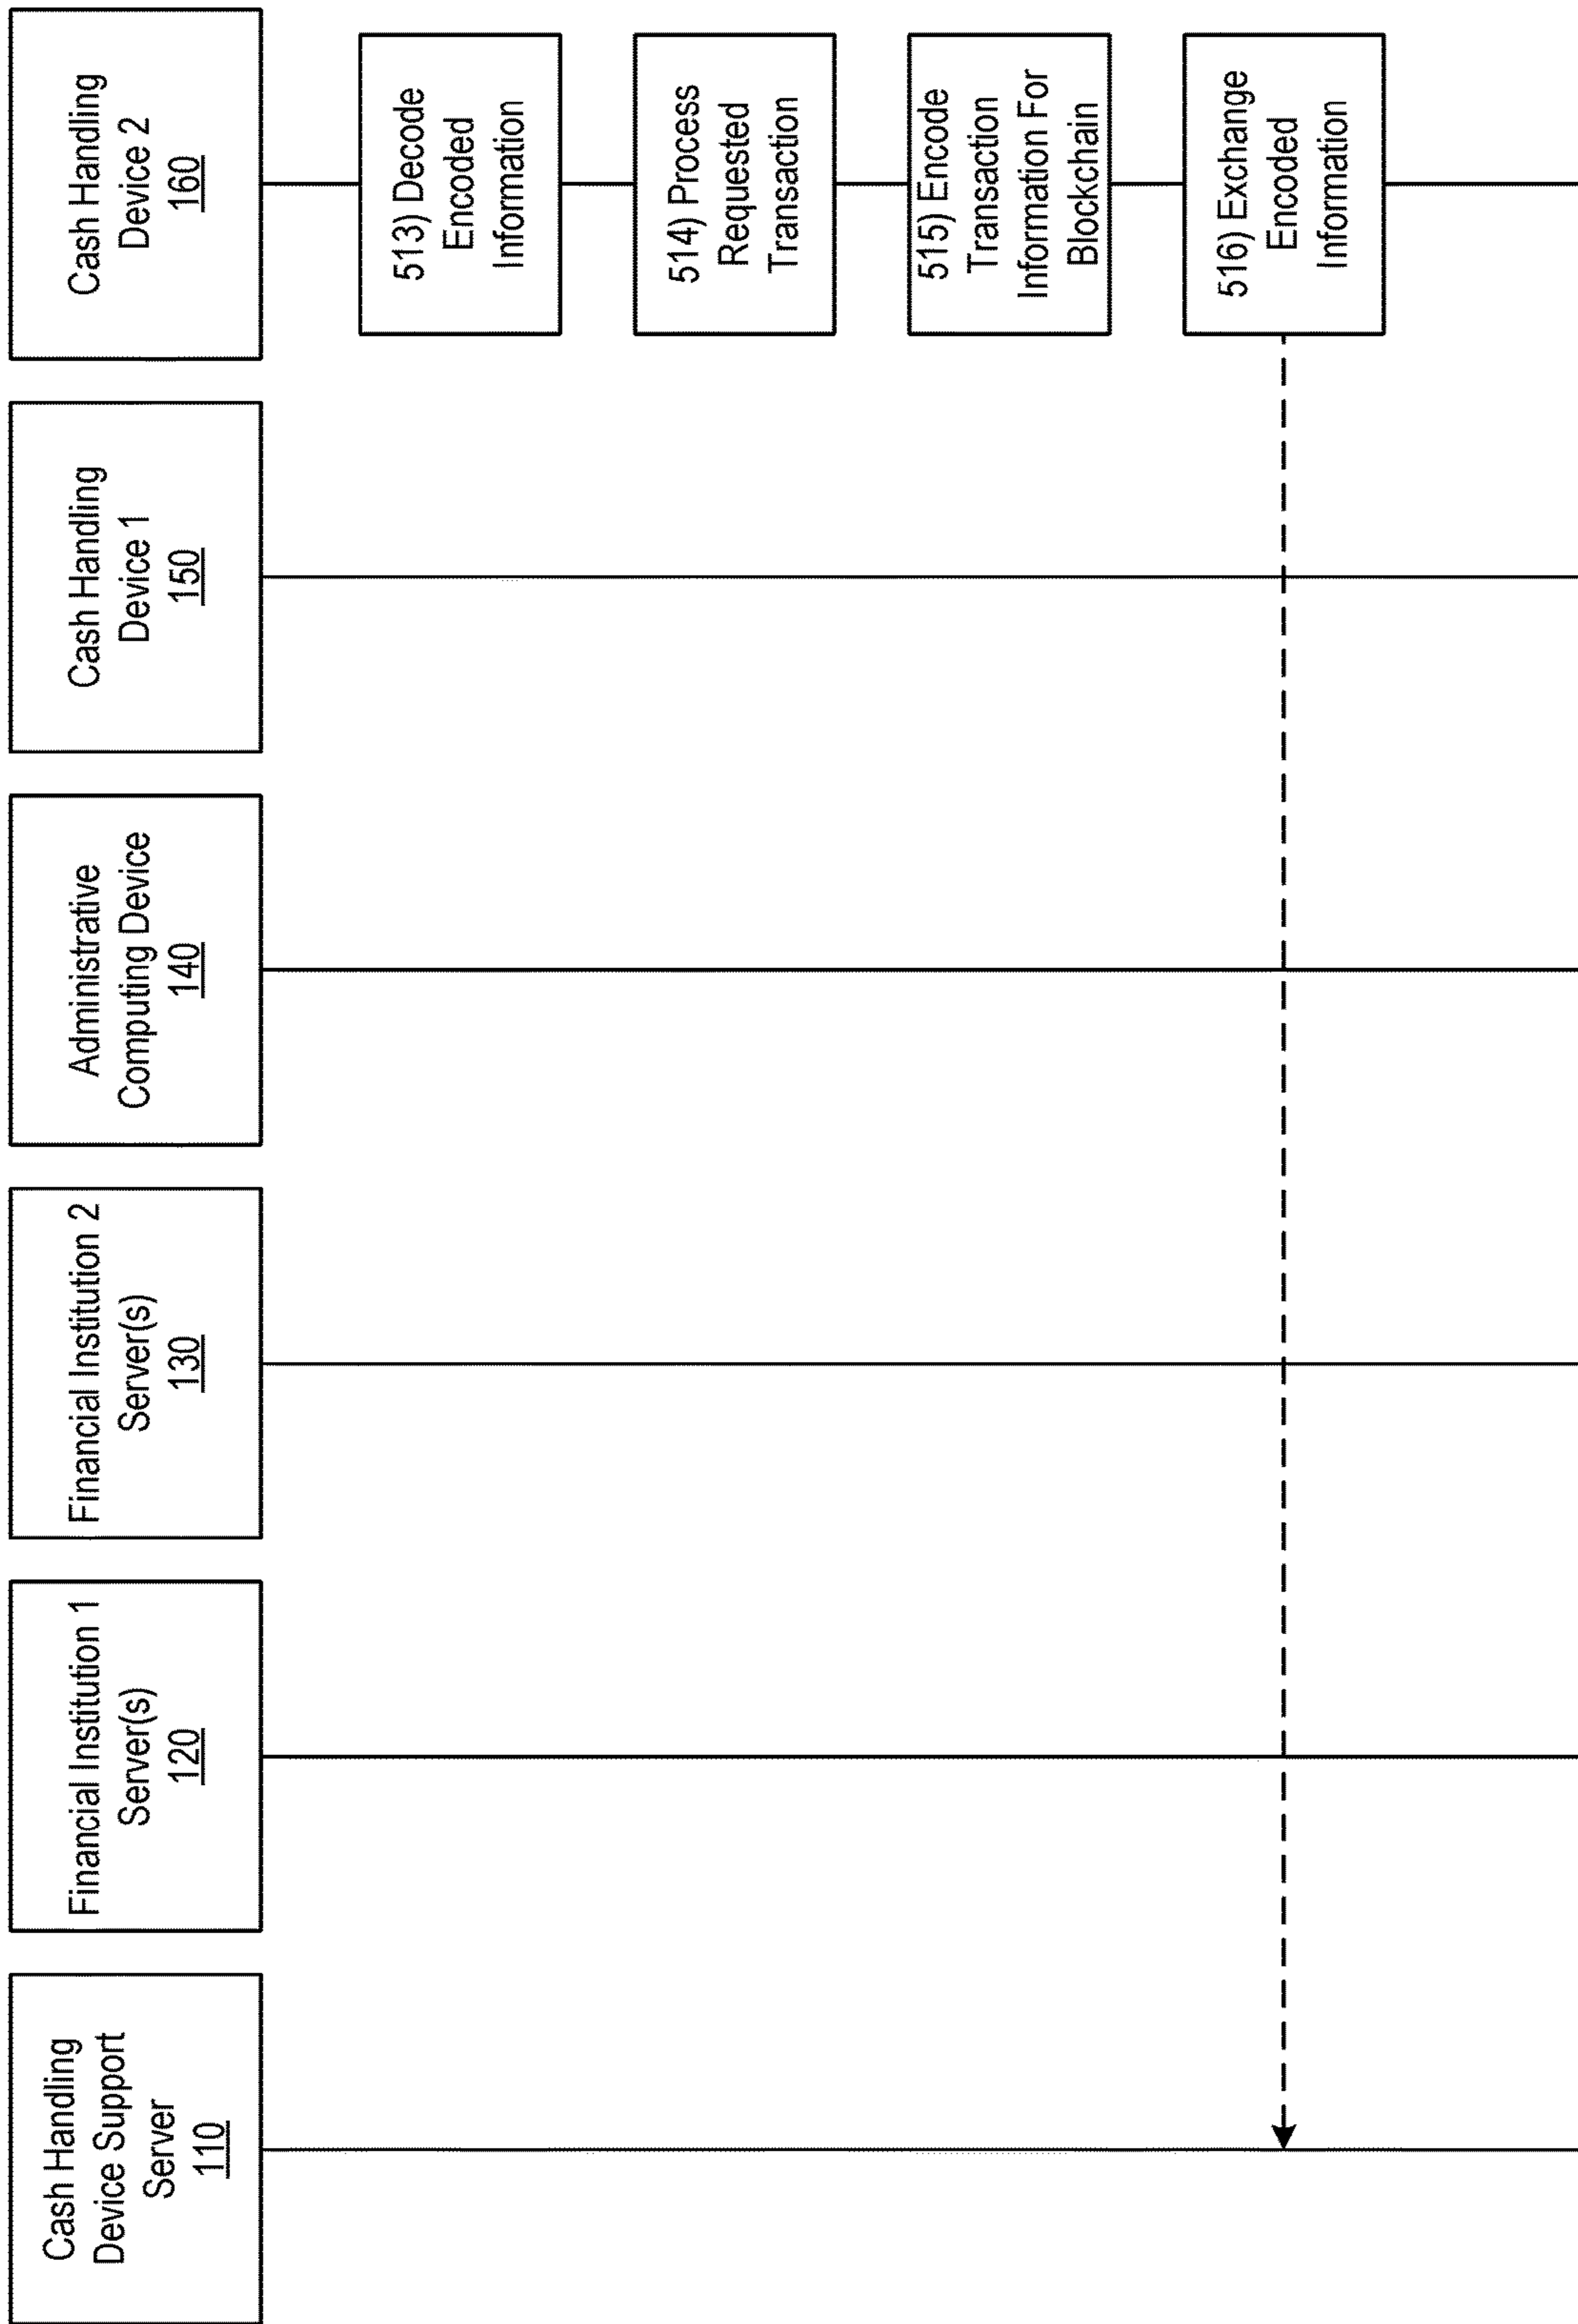 Cash Handling
Device Support
Server
110
Financial Institution 1
Server(s)
120
Financial Institution 2
Server(s)
130
Administrative
Computing Device
140
Cash Handling
Device 1
150
Cash Handling
Device 2
160
513) Decode
Encoded
Information
514) Process
Requested
Transaction
515) Encode
Transaction
Information For
Blockchain
516) Exchange
Encoded
Information